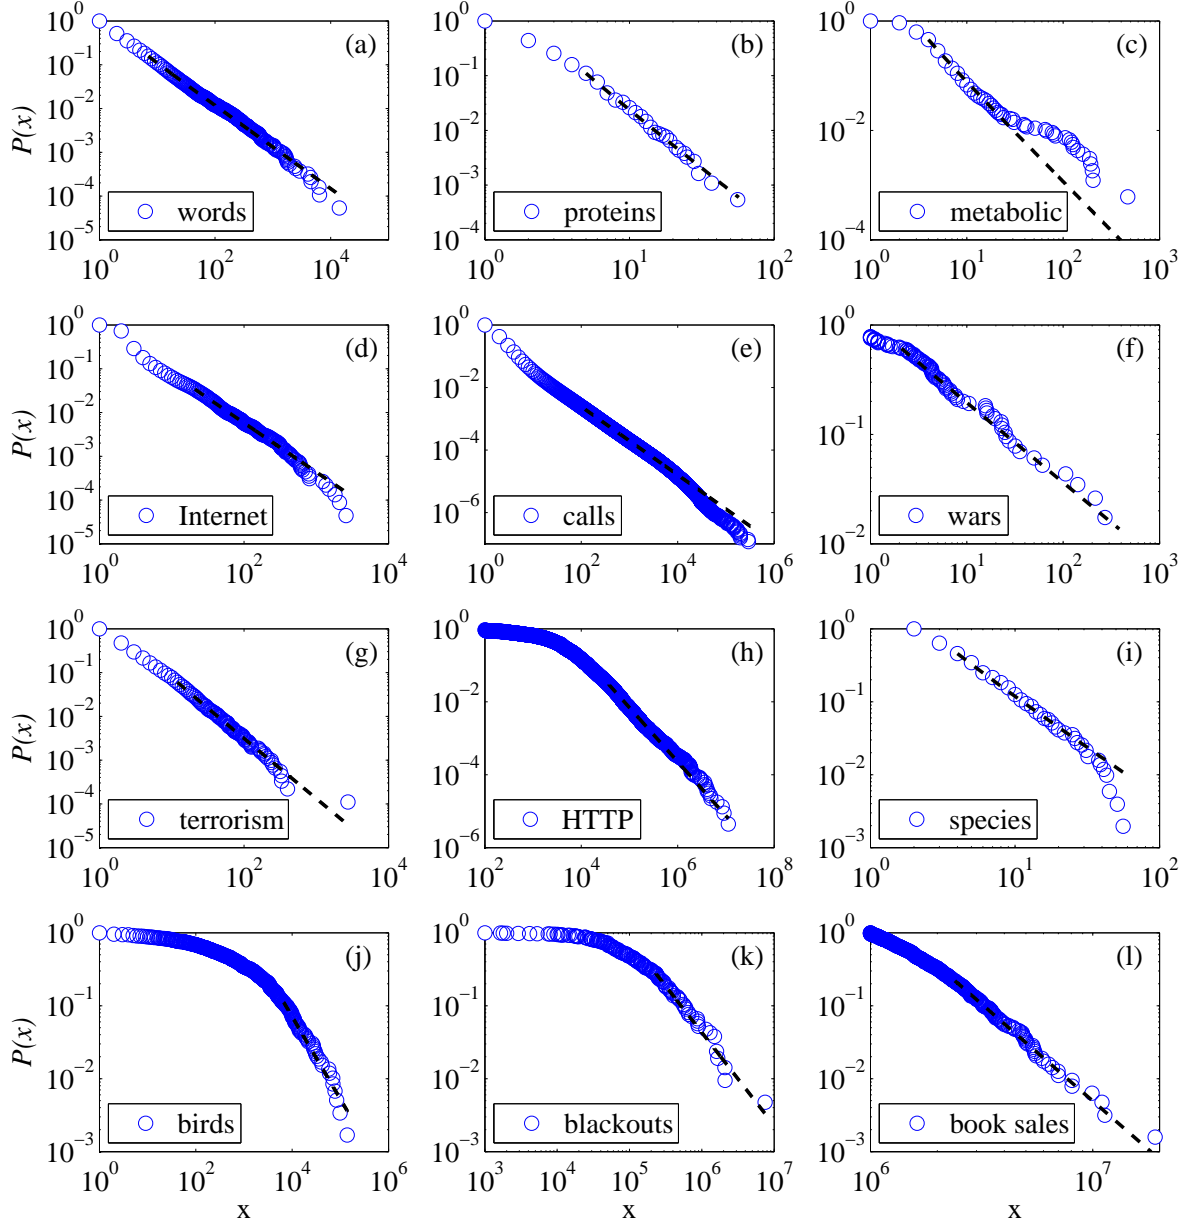 (a)
10^0
10^-1
10^-2
10^-3
10^-4
10^-5
P(x)
words
10^0 10^2 10^4
(b)
10^0
10^-1
10^-2
10^-3
10^-4
proteins
10^0 10^1 10^2
(c)
10^0
10^-2
10^-4
metabolic
10^0 10^1 10^2 10^3
(d)
10^0
10^-1
10^-2
10^-3
10^-4
10^-5
P(x)
Internet
10^0 10^2 10^4
(e)
10^0
10^-2
10^-4
10^-6
calls
10^0 10^2 10^4 10^6
(f)
10^0
10^-1
10^-2
wars
10^0 10^1 10^2 10^3
(g)
10^0
10^-1
10^-2
10^-3
10^-4
10^-5
P(x)
terrorism
10^0 10^2 10^4
(h)
10^0
10^-2
10^-4
10^-6
HTTP
10^2 10^4 10^6 10^8
(i)
10^0
10^-1
10^-2
10^-3
species
10^0 10^1 10^2
(j)
10^0
10^-1
10^-2
10^-3
P(x)
birds
10^0 10^2 10^4 10^6
x
(k)
10^0
10^-1
10^-2
10^-3
blackouts
10^3 10^4 10^5 10^6 10^7
x
(l)
10^0
10^-1
10^-2
10^-3
book sales
10^6 10^7
x